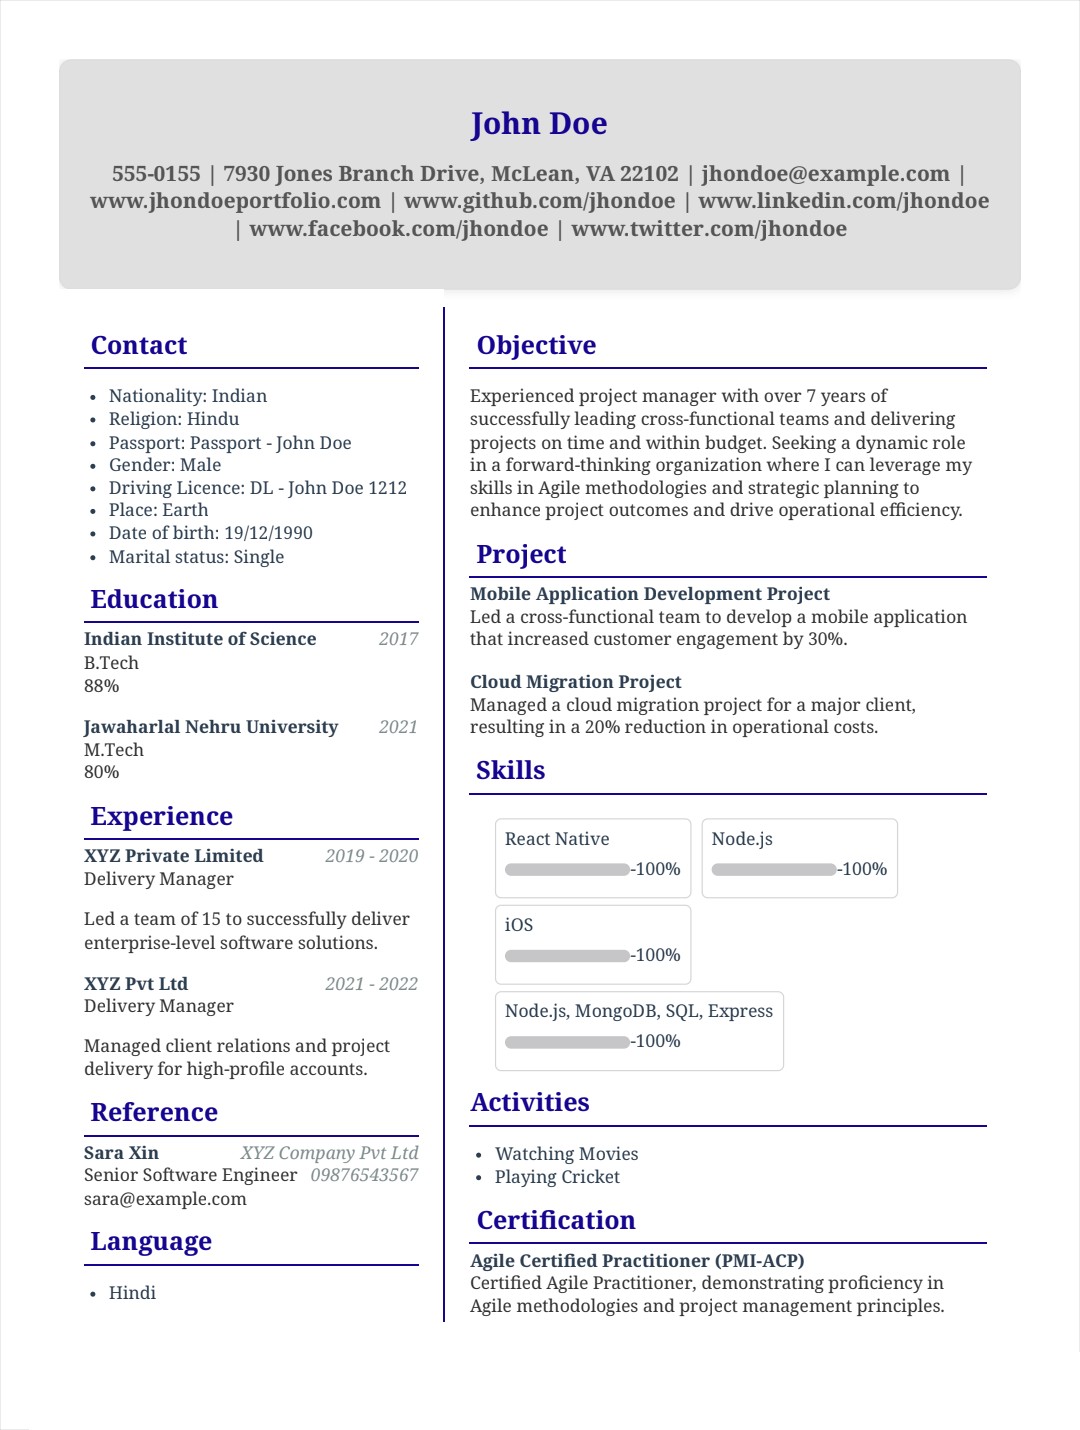 John Doe
555-0155 | 7930 Jones Branch Drive, McLean, VA 22102 | jhondoe@example.com |
www.jhondoeportfolio.com | www.github.com/jhondoe | www.linkedin.com/jhondoe
| www.facebook.com/jhondoe | www.twitter.com/jhondoe
Contact
• Nationality: Indian
• Religion: Hindu
• Passport: Passport - John Doe
• Gender: Male
• Driving Licence: DL - John Doe 1212
• Place: Earth
• Date of birth: 19/12/1990
• Marital status: Single
Education
Indian Institute of Science 2017
B.Tech
88%
Jawaharlal Nehru University 2021
M.Tech
80%
Experience
XYZ Private Limited 2019 - 2020
Delivery Manager
Led a team of 15 to successfully deliver
enterprise-level software solutions.
XYZ Pvt Ltd 2021 - 2022
Delivery Manager
Managed client relations and project
delivery for high-profile accounts.
Reference
Sara Xin XYZ Company Pvt Ltd
Senior Software Engineer 09876543567
sara@example.com
Language
• Hindi
Objective
Experienced project manager with over 7 years of
successfully leading cross-functional teams and delivering
projects on time and within budget. Seeking a dynamic role
in a forward-thinking organization where I can leverage my
skills in Agile methodologies and strategic planning to
enhance project outcomes and drive operational efficiency.
Project
Mobile Application Development Project
Led a cross-functional team to develop a mobile application
that increased customer engagement by 30%.
Cloud Migration Project
Managed a cloud migration project for a major client,
resulting in a 20% reduction in operational costs.
Skills
React Native
-100%
Node.js
-100%
iOS
-100%
Node.js, MongoDB, SQL, Express
-100%
Activities
• Watching Movies
• Playing Cricket
Certification
Agile Certified Practitioner (PMI-ACP)
Certified Agile Practitioner, demonstrating proficiency in
Agile methodologies and project management principles.